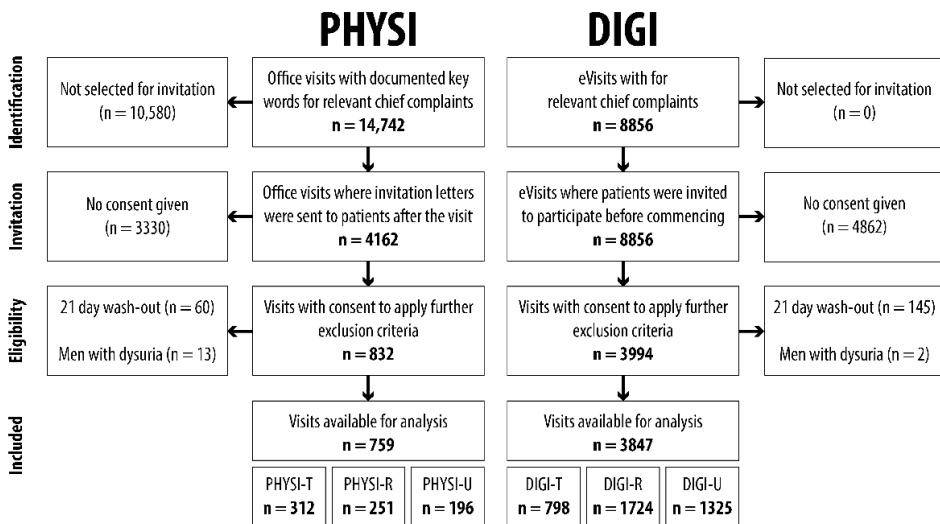 PHYSI
DIGI
Identification
Not selected for invitation
(n = 10,580)
Office visits with documented key
words for relevant chief complaints
n = 14,742
eVisits with for
relevant chief complaints
n = 8856
Not selected for invitation
(n = 0)
Invitation
No consent given
(n = 3330)
Office visits where invitation letters
were sent to patients after the visit
n = 4162
eVisits where patients were invited
to participate before commencing
n = 8856
No consent given
(n = 4862)
Eligibility
21 day wash-out (n = 60)
Men with dysuria (n = 13)
Visits with consent to apply further
exclusion criteria
n = 832
Visits with consent to apply further
exclusion criteria
n = 3994
21 day wash-out (n = 145)
Men with dysuria (n = 2)
Included
Visits available for analysis
n = 759
Visits available for analysis
n = 3847
PHYSI-T
n = 312
PHYSI-R
n = 251
PHYSI-U
n = 196
DIGI-T
n = 798
DIGI-R
n = 1724
DIGI-U
n = 1325